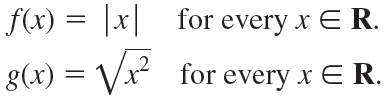 f(x) = |x| for every x ∈ R.
g(x) = √x² for every x ∈ R.